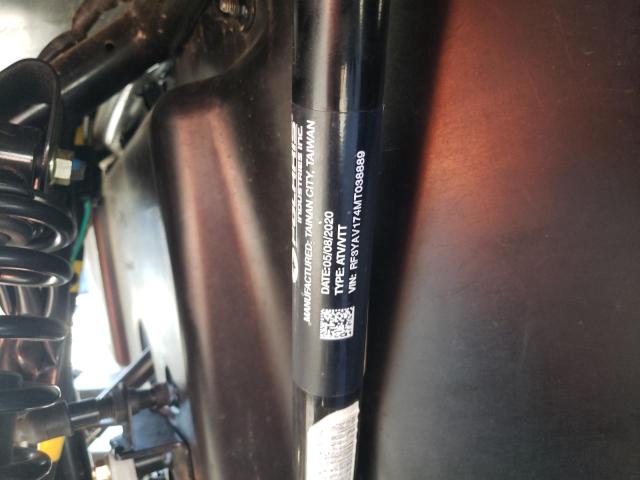 POLARIS
INDUSTRIES INC
MANUFACTURED: TAINAN CITY, TAIWAN
DATE:05/08/2020
TYPE: ATV/VTT
VIN: RF3YAV174MT038889